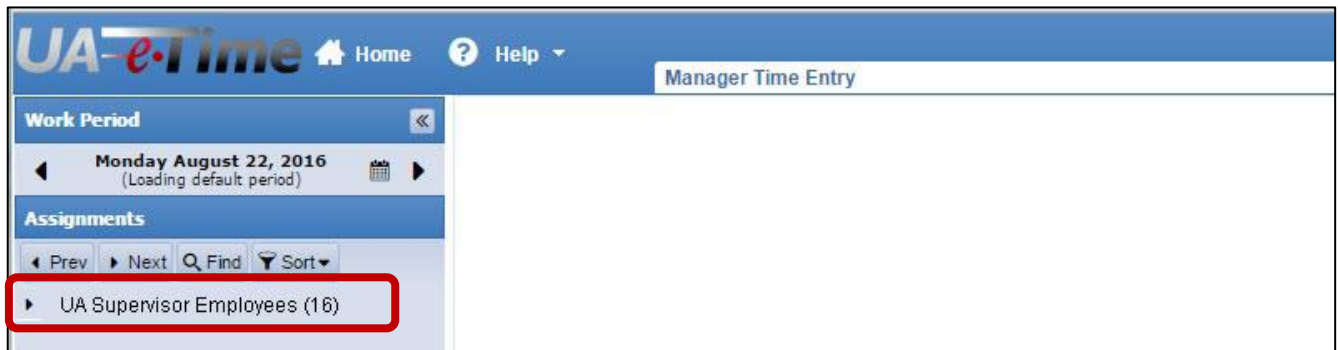 UA e•Time Home Help
Manager Time Entry
Work Period
Monday August 22, 2016
(Loading default period)
Assignments
Prev Next Find Sort
UA Supervisor Employees (16)